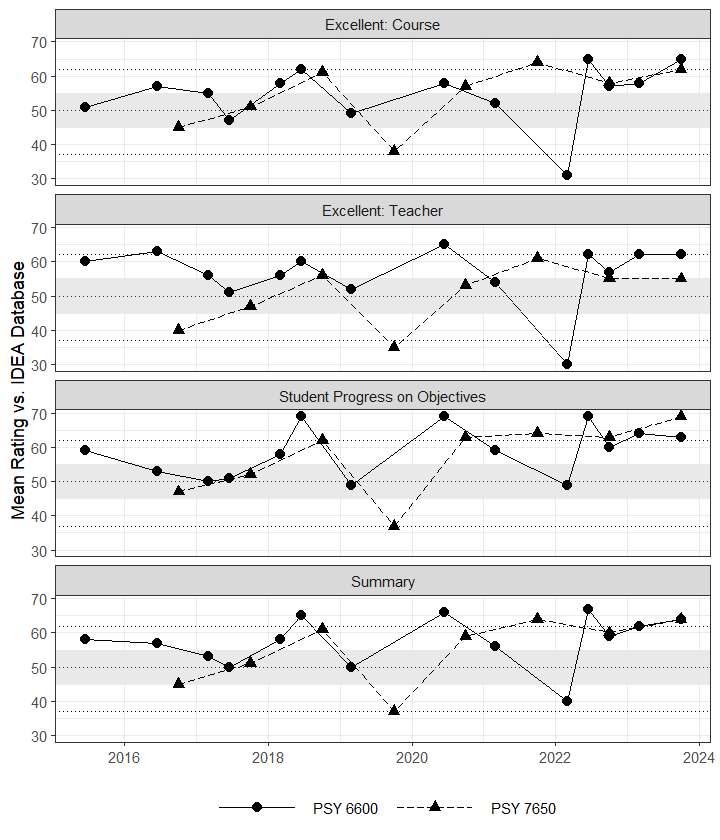 Excellent: Course
70
60
50
40
30
Excellent: Teacher
70
60
50
40
30
Student Progress on Objectives
70
60
50
40
30
Summary
70
60
50
40
30
Mean Rating vs. IDEA Database
2016 2018 2020 2022 2024
PSY 6600 PSY 7650